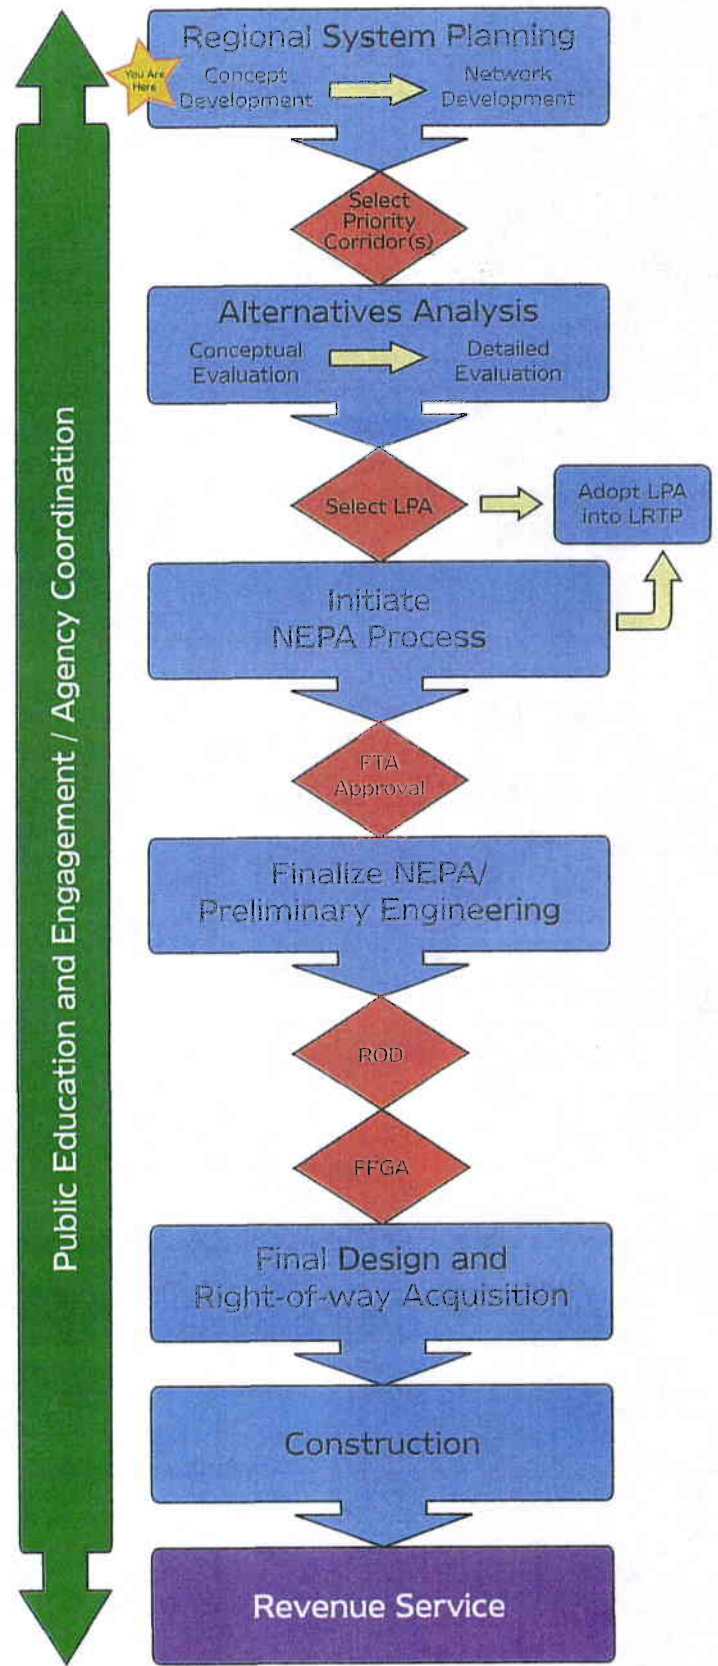 Regional System Planning
You Are
Here
Concept
Development
Network
Development
Select
Priority
Corridor(s)
Alternatives Analysis
Conceptual
Evaluation
Detailed
Evaluation
Select LPA
Adopt LPA
into LRTP
Initiate
NEPA Process
FTA
Approval
Finalize NEPA/
Preliminary Engineering
ROD
FFGA
Final Design and
Right-of-way Acquisition
Construction
Revenue Service
Public Education and Engagement / Agency Coordination